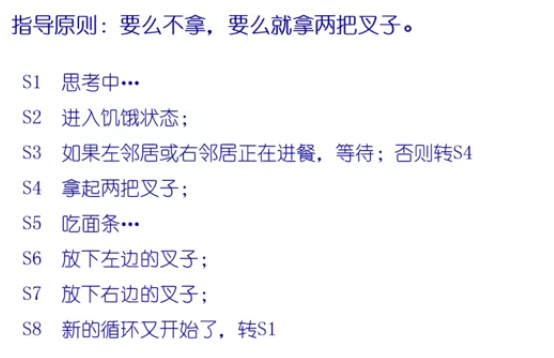 指导原则：要么不拿，要么就拿两把叉子。
S1 思考中…
S2 进入饥饿状态；
S3 如果左邻居或右邻居正在进餐，等待；否则转S4
S4 拿起两把叉子；
S5 吃面条…
S6 放下左边的叉子；
S7 放下右边的叉子；
S8 新的循环又开始了，转S1